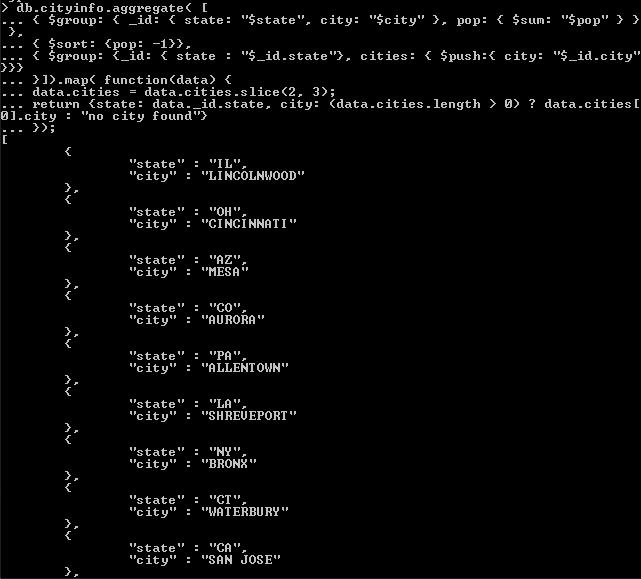 > db.cityinfo.aggregate( [
... { $group: { _id: { state: "$state", city: "$city" }, pop: { $sum: "$pop" } }
 },
... { $sort: {pop: -1}},
... { $group: {_id: { state : "$_id.state"}, cities: { $push:{ city: "$_id.city"
}}}
... }]).map( function(data) {
... data.cities = data.cities.slice(2, 3);
... return {state: data._id.state, city: (data.cities.length > 0) ? data.cities[
0].city : "no city found"}
... });
[
        {
                "state" : "IL",
                "city" : "LINCOLNWOOD"
        },
        {
                "state" : "OH",
                "city" : "CINCINNATI"
        },
        {
                "state" : "AZ",
                "city" : "MESA"
        },
        {
                "state" : "CO",
                "city" : "AURORA"
        },
        {
                "state" : "PA",
                "city" : "ALLENTOWN"
        },
        {
                "state" : "LA",
                "city" : "SHREVEPORT"
        },
        {
                "state" : "NY",
                "city" : "BRONX"
        },
        {
                "state" : "CT",
                "city" : "WATERBURY"
        },
        {
                "state" : "CA",
                "city" : "SAN JOSE"
        },